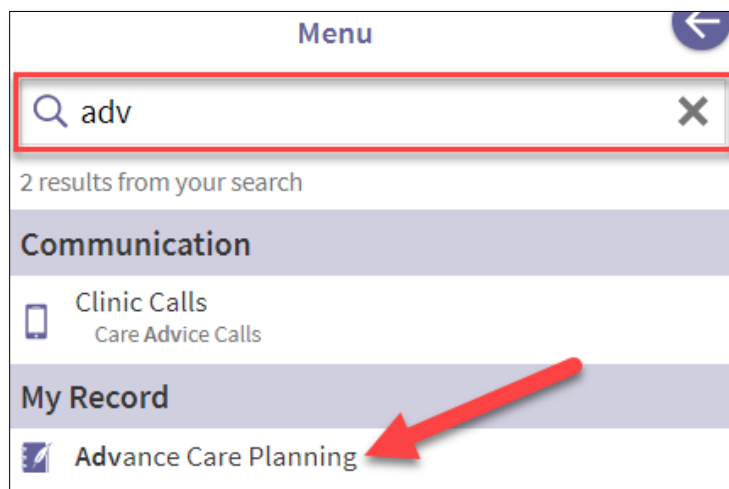 Menu
adv
2 results from your search
Communication
Clinic Calls
Care Advice Calls
My Record
Advance Care Planning